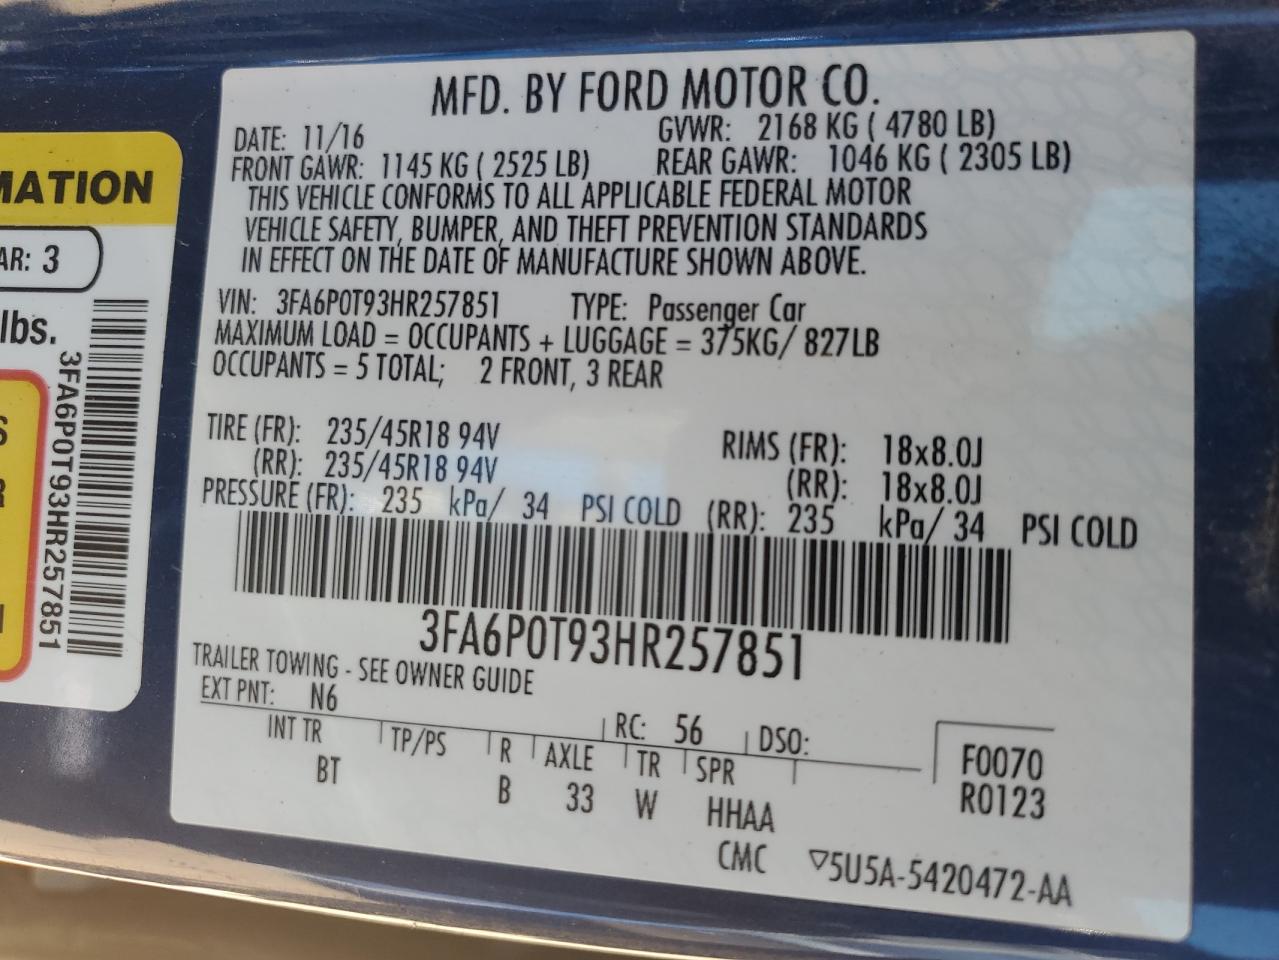 MFD. BY FORD MOTOR CO.
DATE: 11/16 GVWR: 2168 KG ( 4780 LB)
FRONT GAWR: 1145 KG ( 2525 LB) REAR GAWR: 1046 KG ( 2305 LB)
THIS VEHICLE CONFORMS TO ALL APPLICABLE FEDERAL MOTOR
VEHICLE SAFETY, BUMPER, AND THEFT PREVENTION STANDARDS
IN EFFECT ON THE DATE OF MANUFACTURE SHOWN ABOVE.
VIN: 3FA6P0T93HR257851 TYPE: Passenger Car
MAXIMUM LOAD = OCCUPANTS + LUGGAGE = 375KG/ 827LB
OCCUPANTS = 5 TOTAL; 2 FRONT, 3 REAR
TIRE (FR): 235/45R18 94V RIMS (FR): 18x8.0J
(RR): 235/45R18 94V (RR): 18x8.0J
PRESSURE (FR): 235 kPa/ 34 PSI COLD (RR): 235 kPa/ 34 PSI COLD
3FA6P0T93HR257851
TRAILER TOWING - SEE OWNER GUIDE
EXT PNT: N6 RC: 56 DSO:
INT TR TP/PS R AXLE TR SPR F0070
BT B 33 W HHAA R0123
CMC ▽5U5A-5420472-AA
MATION
AR: 3
lbs.
3FA6P0T93HR257851